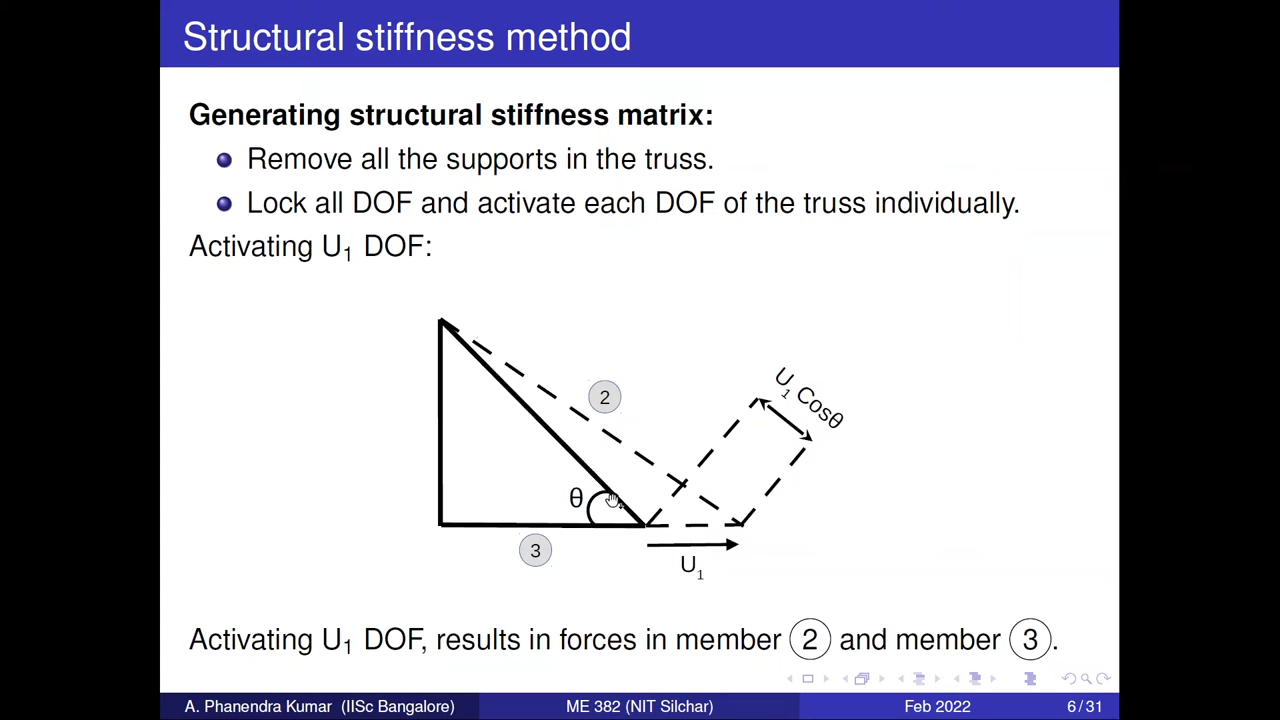 Structural stiffness method
Generating structural stiffness matrix:
Remove all the supports in the truss.
Lock all DOF and activate each DOF of the truss individually.
Activating U₁ DOF:
U₁ Cosθ
2
θ
3
U₁
Activating U₁ DOF, results in forces in member ② and member ③.
A. Phanendra Kumar (IISc Bangalore) ME 382 (NIT Silchar) Feb 2022 6 / 31